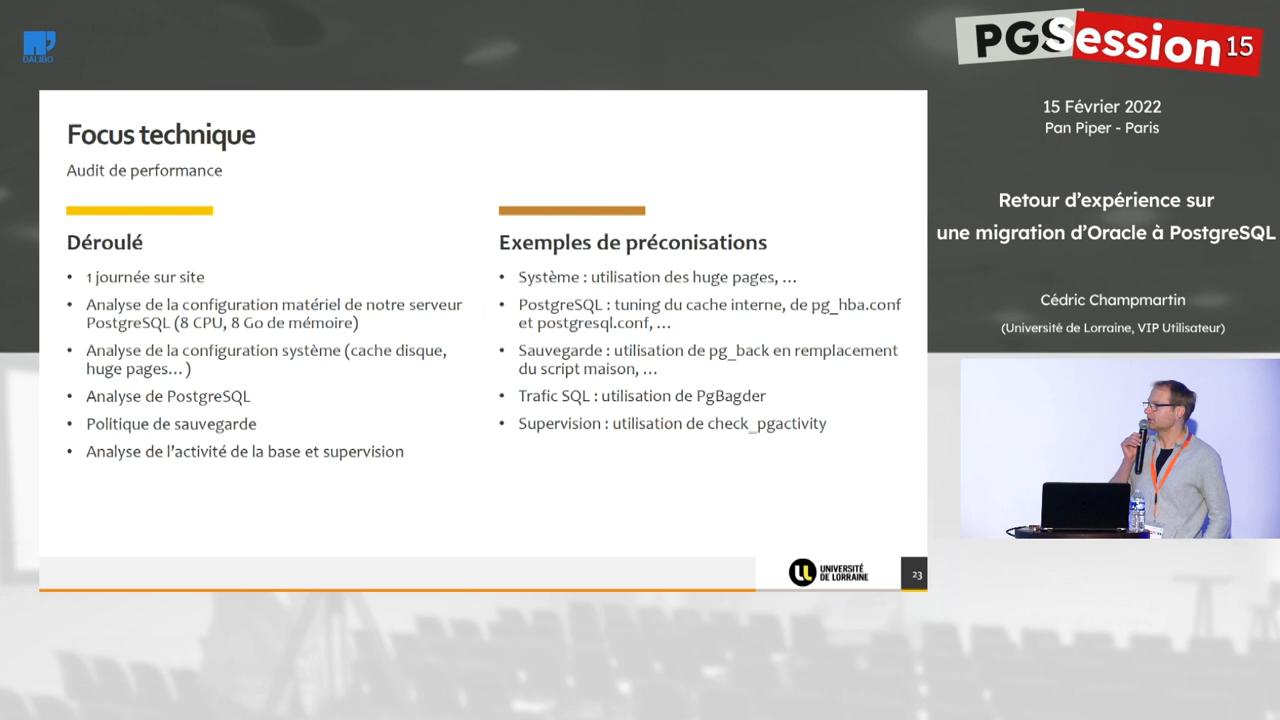 DALIBO
PGSession 15
15 Février 2022
Pan Piper - Paris
Retour d'expérience sur
une migration d'Oracle à PostgreSQL
Cédric Champmartin
(Université de Lorraine, VIP Utilisateur)
Focus technique
Audit de performance
Déroulé
• 1 journée sur site
• Analyse de la configuration matériel de notre serveur
PostgreSQL (8 CPU, 8 Go de mémoire)
• Analyse de la configuration système (cache disque,
huge pages…)
• Analyse de PostgreSQL
• Politique de sauvegarde
• Analyse de l'activité de la base et supervision
Exemples de préconisations
• Système : utilisation des huge pages, …
• PostgreSQL : tuning du cache interne, de pg_hba.conf
et postgresql.conf, …
• Sauvegarde : utilisation de pg_back en remplacement
du script maison, …
• Trafic SQL : utilisation de PgBagder
• Supervision : utilisation de check_pgactivity
UNIVERSITÉ
DE LORRAINE
23